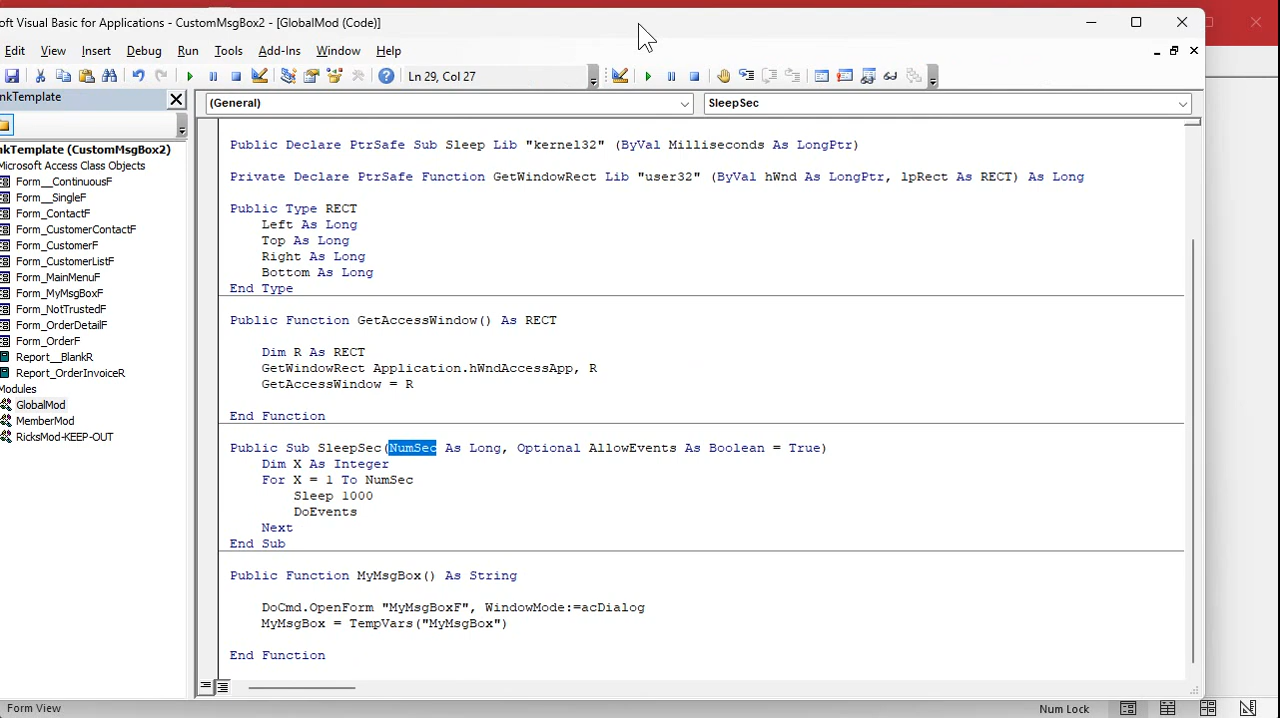 oft Visual Basic for Applications - CustomMsgBox2 - [GlobalMod (Code)]
Edit View Insert Debug Run Tools Add-Ins Window Help
Ln 29, Col 27
nkTemplate
(General) SleepSec
nkTemplate (CustomMsgBox2)
Microsoft Access Class Objects
Form__ContinuousF
Form__SingleF
Form_ContactF
Form_CustomerContactF
Form_CustomerF
Form_CustomerListF
Form_MainMenuF
Form_MyMsgBoxF
Form_NotTrustedF
Form_OrderDetailF
Form_OrderF
Report__BlankR
Report_OrderInvoiceR
Modules
GlobalMod
MemberMod
RicksMod-KEEP-OUT
Public Declare PtrSafe Sub Sleep Lib "kernel32" (ByVal Milliseconds As LongPtr)
Private Declare PtrSafe Function GetWindowRect Lib "user32" (ByVal hWnd As LongPtr, lpRect As RECT) As Long
Public Type RECT
Left As Long
Top As Long
Right As Long
Bottom As Long
End Type
Public Function GetAccessWindow() As RECT
Dim R As RECT
GetWindowRect Application.hWndAccessApp, R
GetAccessWindow = R
End Function
Public Sub SleepSec(NumSec As Long, Optional AllowEvents As Boolean = True)
Dim X As Integer
For X = 1 To NumSec
Sleep 1000
DoEvents
Next
End Sub
Public Function MyMsgBox() As String
DoCmd.OpenForm "MyMsgBoxF", WindowMode:=acDialog
MyMsgBox = TempVars("MyMsgBox")
End Function
Form View Num Lock